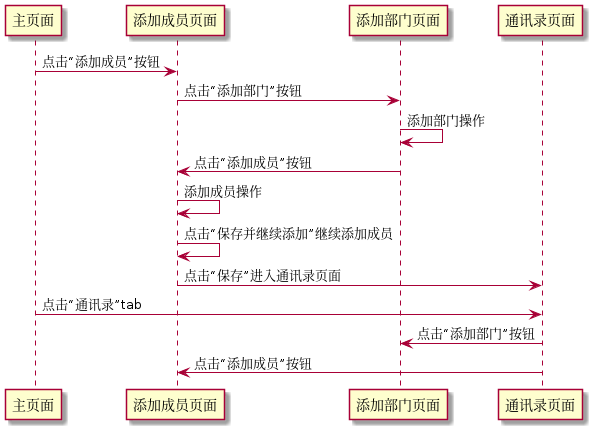 主页面
添加成员页面
添加部门页面
通讯录页面
点击“添加成员”按钮
点击“添加部门”按钮
添加部门操作
点击“添加成员”按钮
添加成员操作
点击“保存并继续添加”继续添加成员
点击“保存”进入通讯录页面
点击“通讯录”tab
点击“添加部门”按钮
点击“添加成员”按钮
主页面
添加成员页面
添加部门页面
通讯录页面